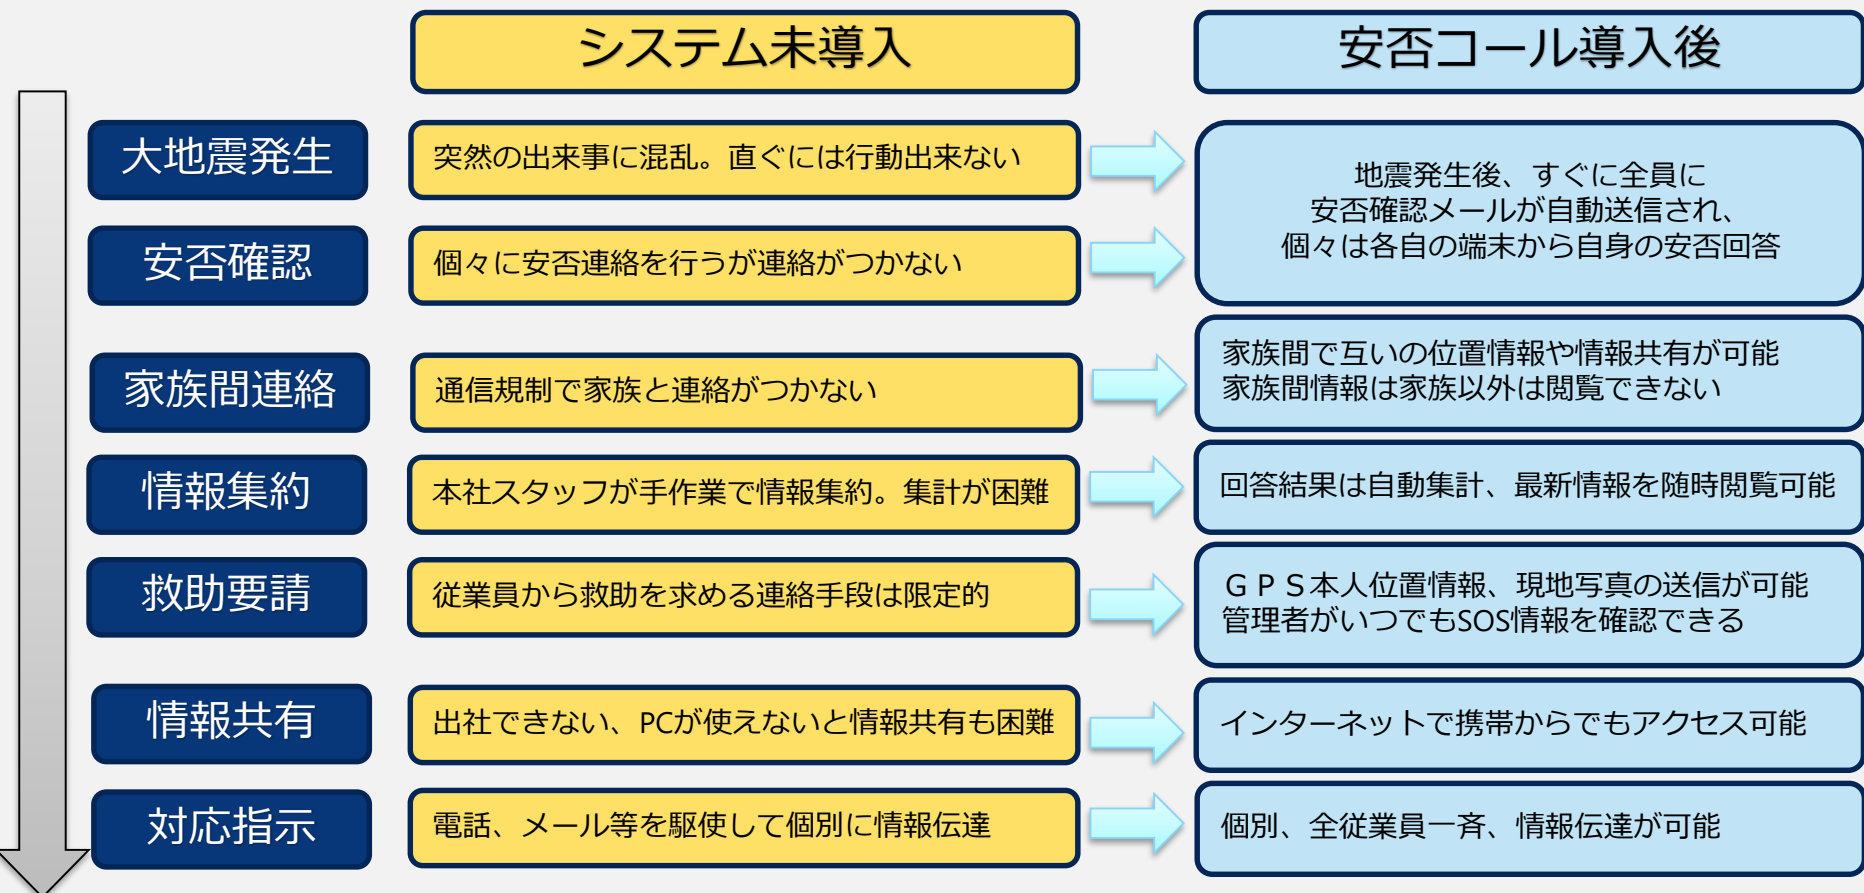 システム未導入
安否コール導入後
大地震発生
突然の出来事に混乱。直ぐには行動出来ない
地震発生後、すぐに全員に
安否確認メールが自動送信され、
個々は各自の端末から自身の安否回答
安否確認
個々に安否連絡を行うが連絡がつかない
家族間連絡
通信規制で家族と連絡がつかない
家族間で互いの位置情報や情報共有が可能
家族間情報は家族以外は閲覧できない
情報集約
本社スタッフが手作業で情報集約。集計が困難
回答結果は自動集計、最新情報を随時閲覧可能
救助要請
従業員から救助を求める連絡手段は限定的
ＧＰＳ本人位置情報、現地写真の送信が可能
管理者がいつでもSOS情報を確認できる
情報共有
出社できない、PCが使えないと情報共有も困難
インターネットで携帯からでもアクセス可能
対応指示
電話、メール等を駆使して個別に情報伝達
個別、全従業員一斉、情報伝達が可能